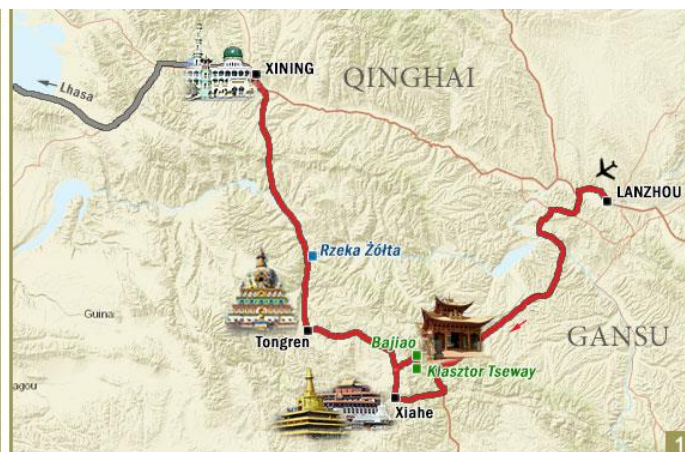 XINING
QINGHAI
Lhasa
LANZHOU
Rzeka Żółta
Guina
GANSU
Tongren
Bajiao
Klasztor Tseway
agou
Xiahe
1